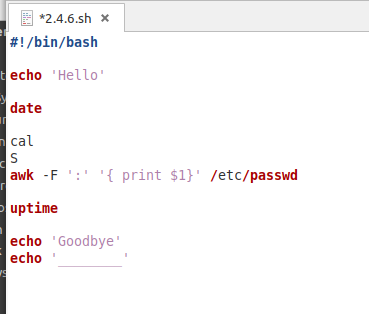 *2.4.6.sh ×
#!/bin/bash
echo 'Hello'
date
cal
S
awk -F ':' '{ print $1}' /etc/passwd
uptime
echo 'Goodbye'
echo '________'